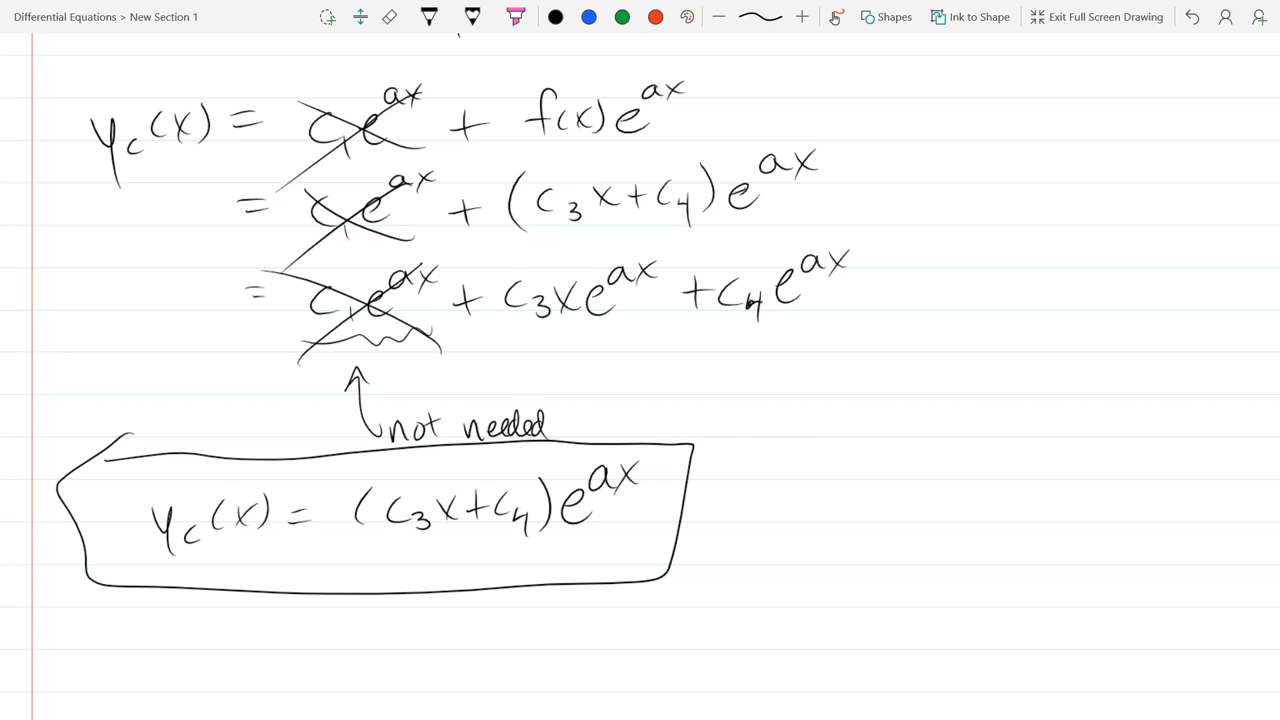 Differential Equations > New Section 1
Shapes
Ink to Shape
Exit Full Screen Drawing
y_c(x) = c_1e^{ax} + f(x)e^{ax}
= c_1e^{ax} + (c_3x+c_4)e^{ax}
= c_1e^{ax} + c_3xe^{ax} + c_4e^{ax}
not needed
y_c(x) = (c_3x+c_4)e^{ax}